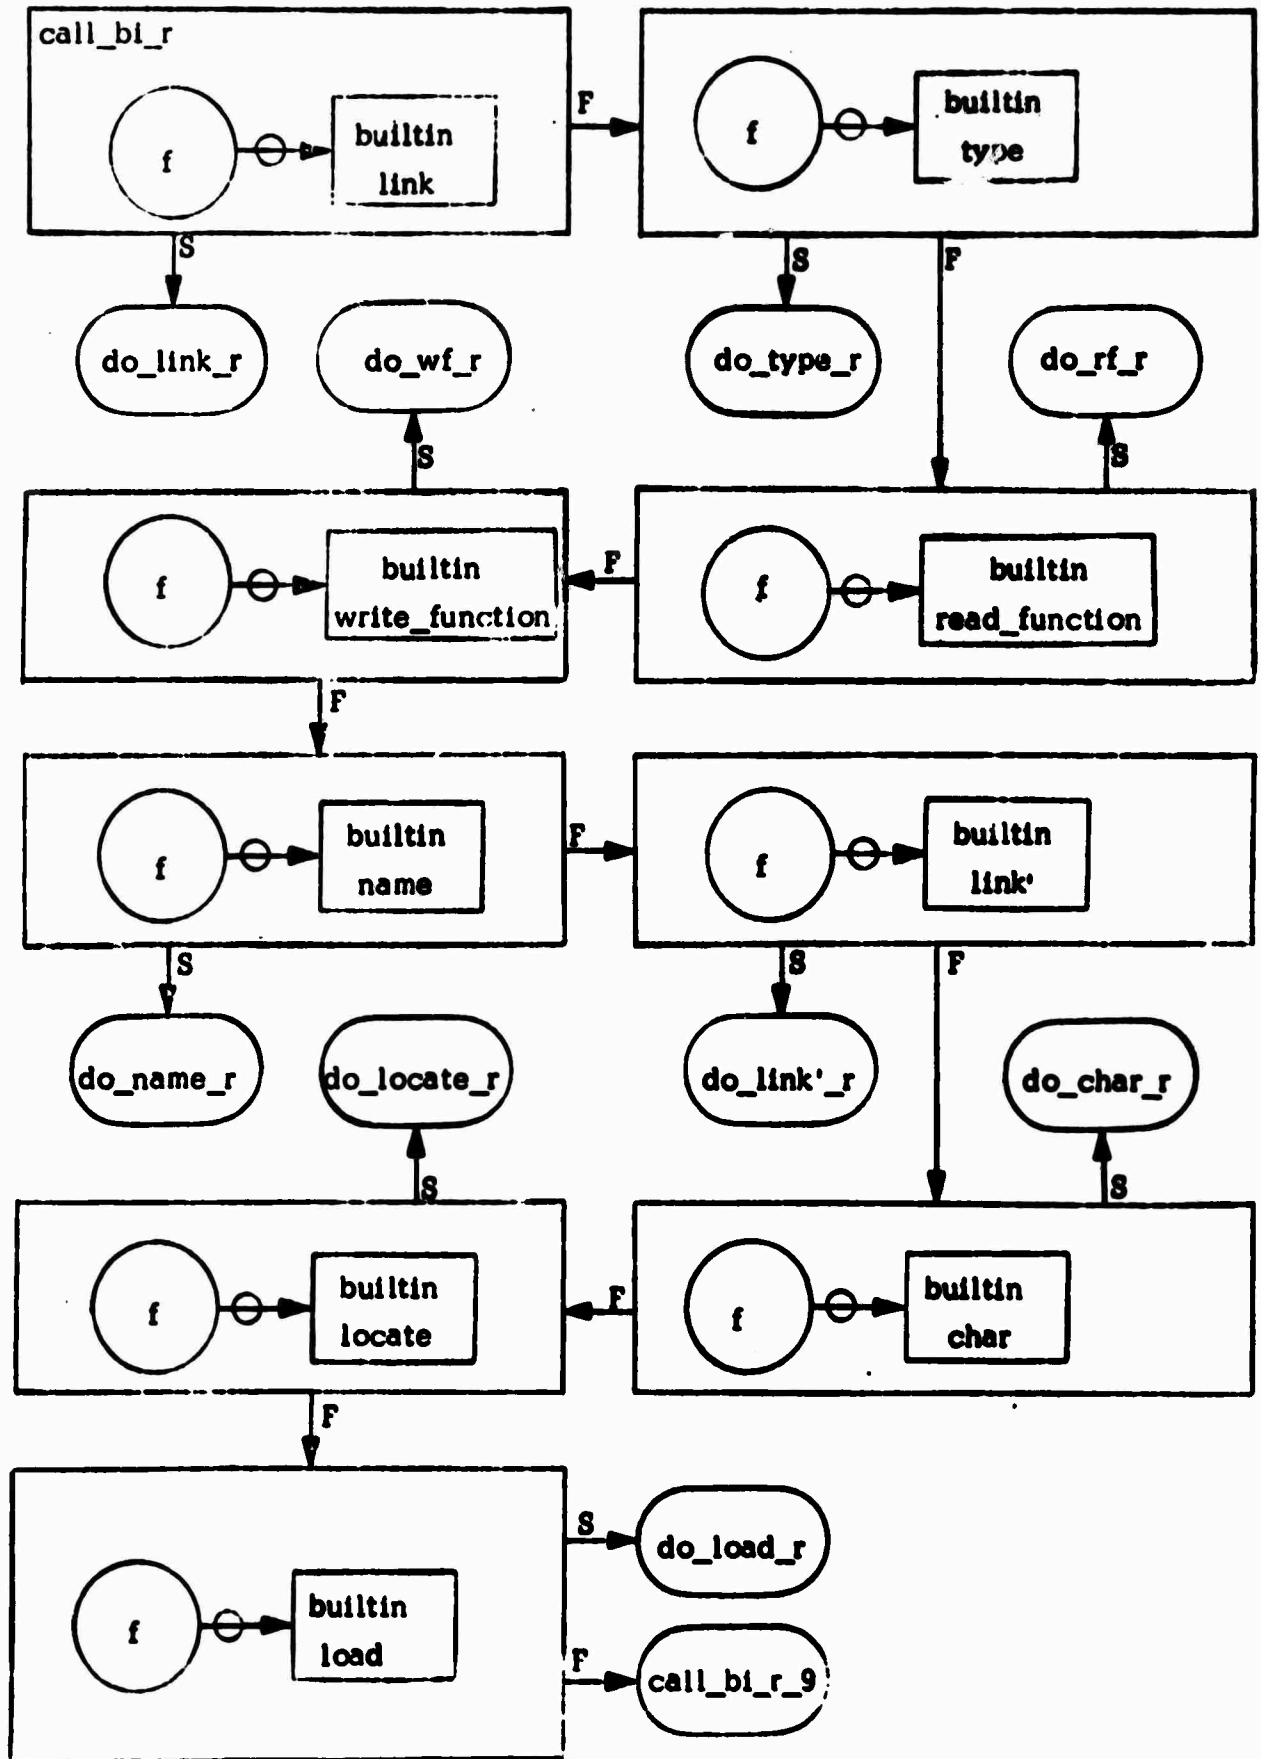 call_bi_r
f
builtin
link
F
f
builtin
type
S
S
F
do_link_r
do_wf_r
do_type_r
do_rf_r
S
S
f
builtin
write_function
F
f
builtin
read_function
F
f
builtin
name
F
f
builtin
link'
S
S
F
do_name_r
do_locate_r
do_link'_r
do_char_r
S
S
f
builtin
locate
F
f
builtin
char
F
f
builtin
load
S
do_load_r
F
call_bi_r_9